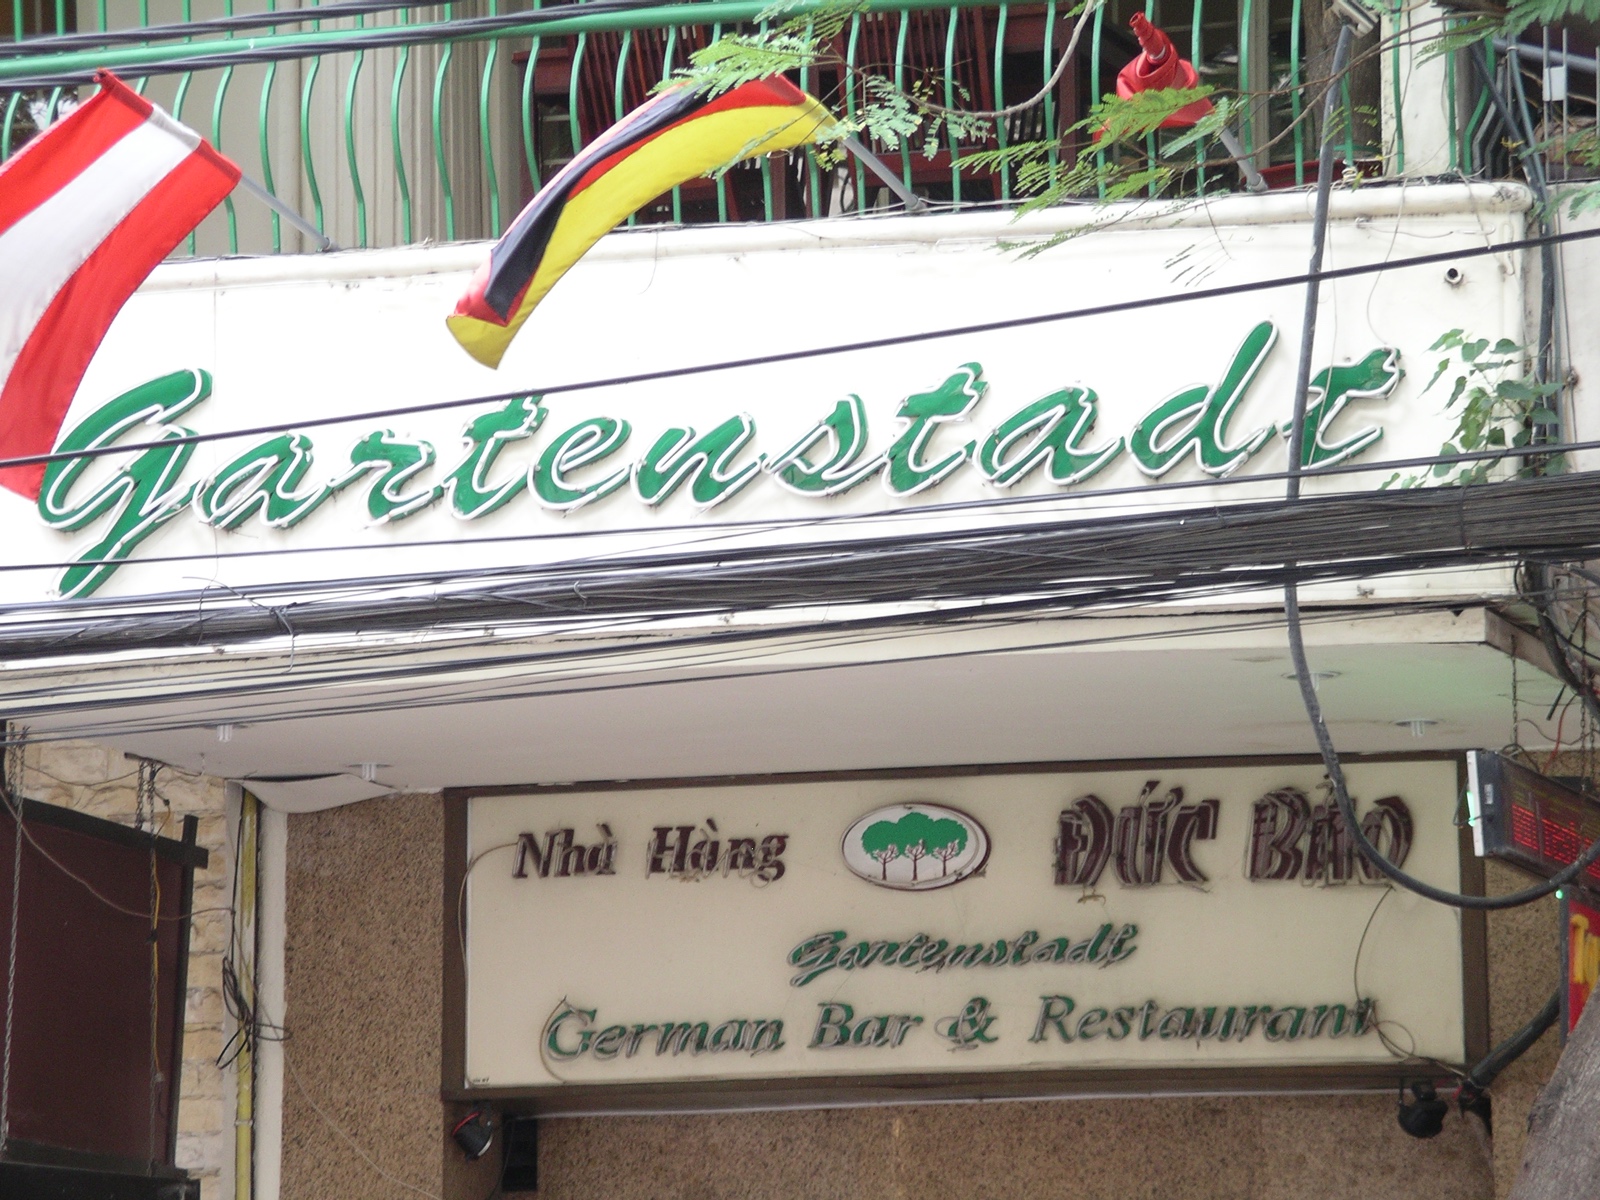 Gartenstadt
Nhà Hàng ĐỨC BẢO
Gartenstadt
German Bar & Restaurant